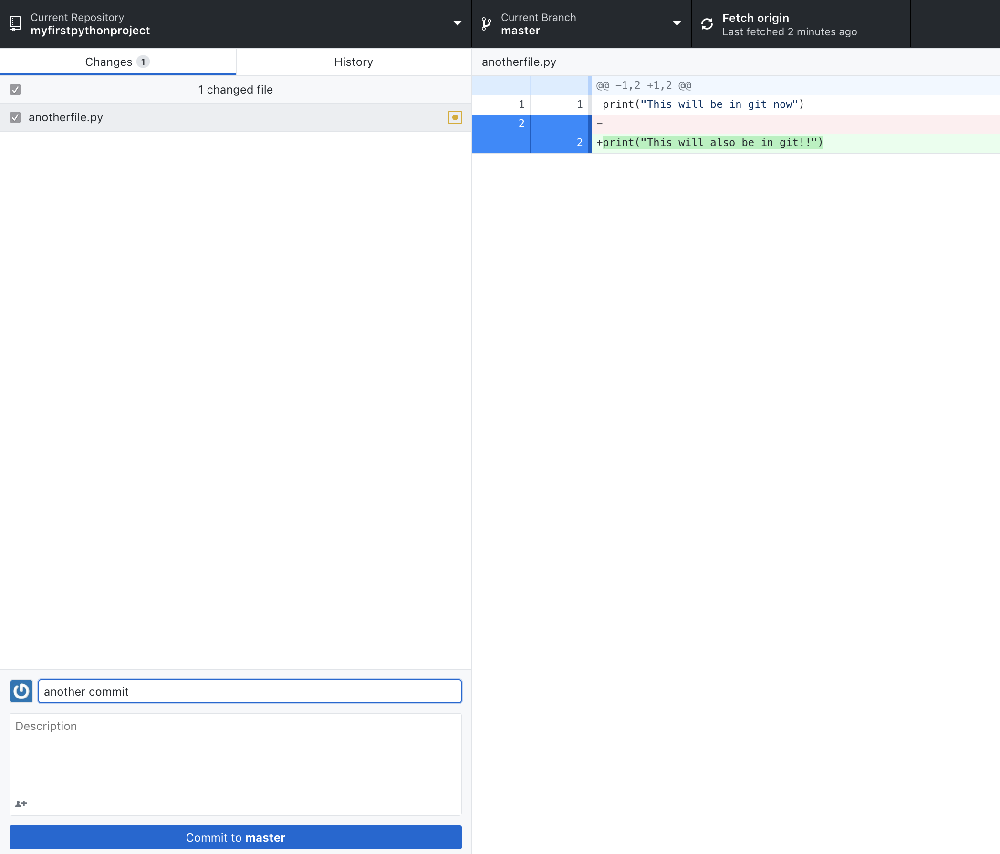 Current Repository
myfirstpythonproject
Current Branch
master
Fetch origin
Last fetched 2 minutes ago
Changes 1
History
1 changed file
anotherfile.py
anotherfile.py
@@ -1,2 +1,2 @@
1 1 print("This will be in git now")
2 -
2 +print("This will also be in git!!")
another commit
Description
Commit to master